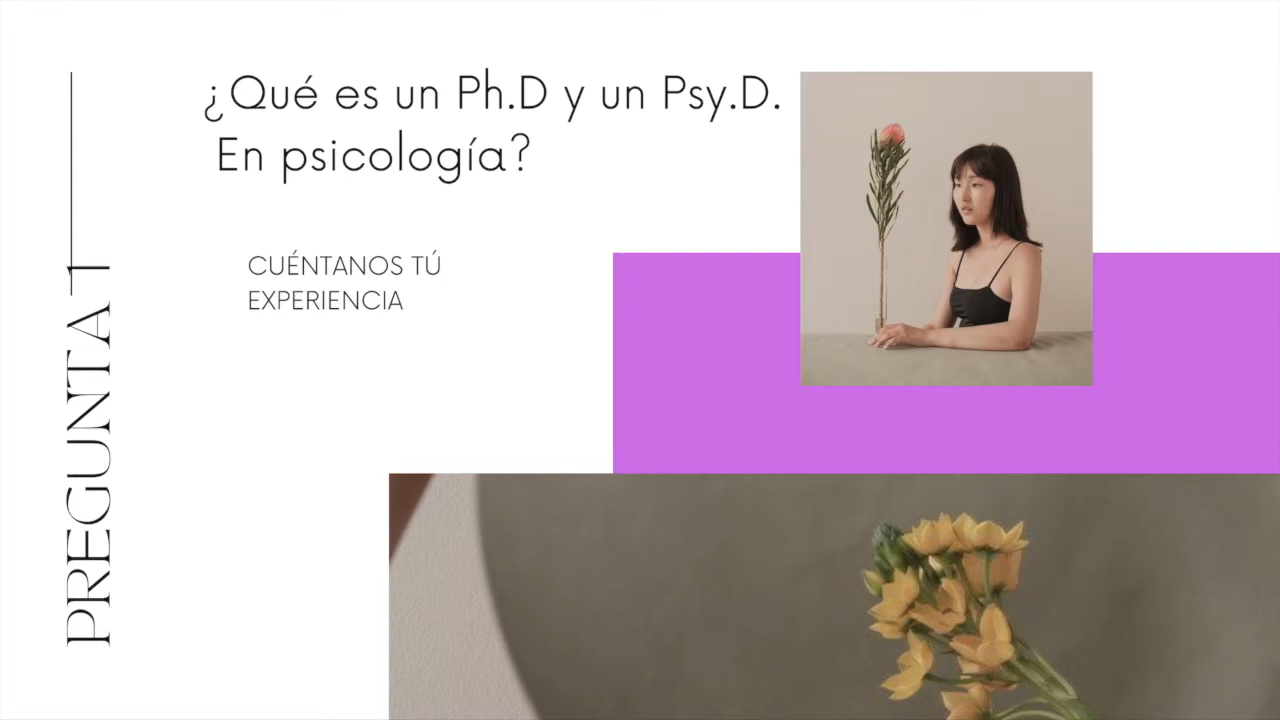 ¿Qué es un Ph.D y un Psy.D.
En psicología?
CUÉNTANOS TÚ
EXPERIENCIA
PREGUNTA 1